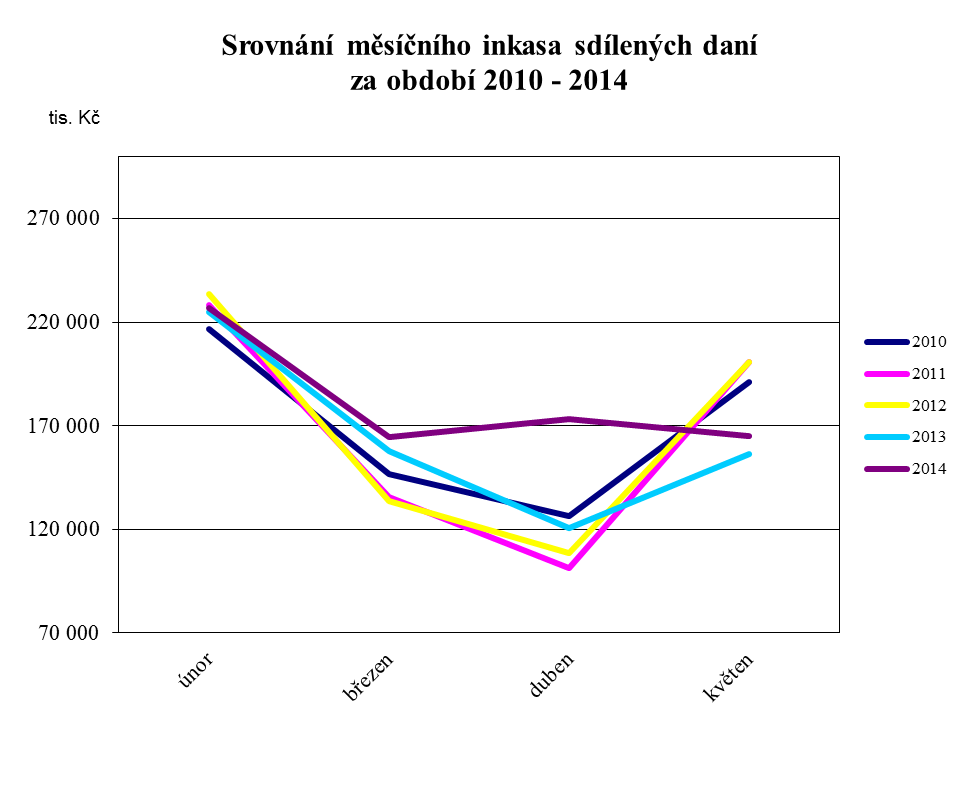 Srovnání měsíčního inkasa sdílených daní
za období 2010 - 2014
tis. Kč
270 000
220 000
170 000
120 000
70 000
únor
březen
duben
květen
2010
2011
2012
2013
2014